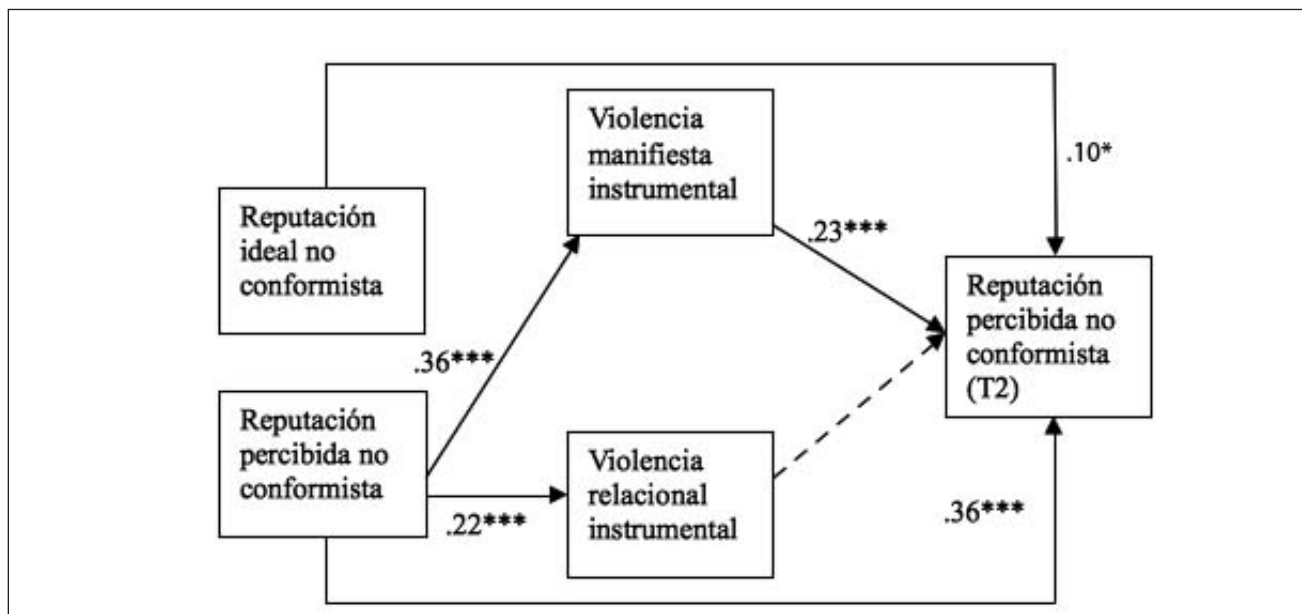 Violencia
manifiesta
instrumental
.10*
Reputación
ideal no
conformista
.23***
Reputación
percibida no
conformista
(T2)
.36***
Reputación
percibida no
conformista
Violencia
relacional
instrumental
.22***
.36***